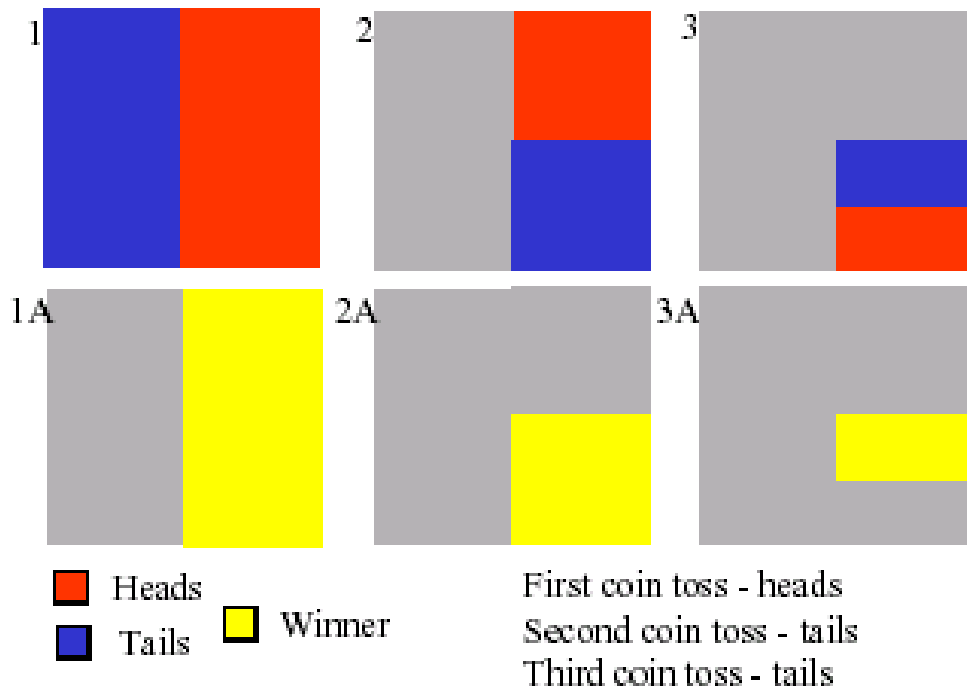 1
2
3
1A
2A
3A
Heads
Tails
Winner
First coin toss - heads
Second coin toss - tails
Third coin toss - tails